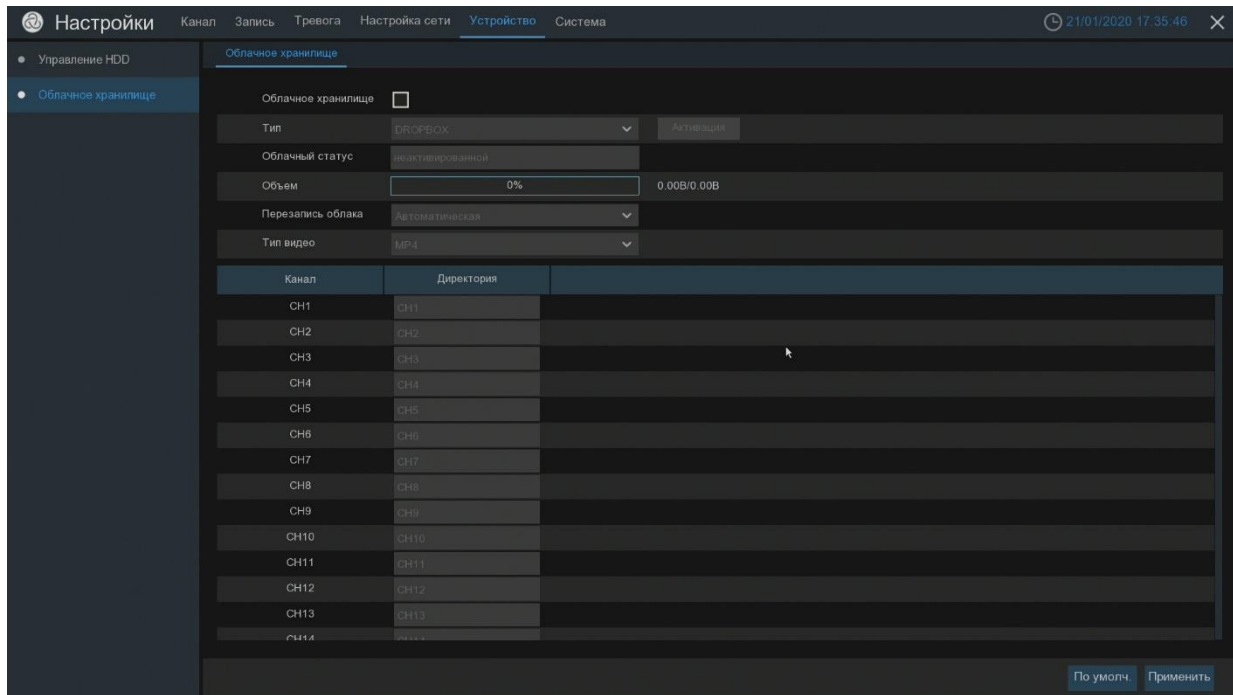 Настройки Канал Запись Тревога Настройка сети Устройство Система 21/01/2020 17:35:46
Управление HDD
Облачное хранилище
Облачное хранилище
Облачное хранилище
Тип DROPBOX Активация
Облачный статус неактивированной
Объем 0% 0.00B/0.00B
Перезапись облака Автоматическая
Тип видео MP4
Канал Директория
CH1 CH1
CH2 CH2
CH3 CH3
CH4 CH4
CH5 CH5
CH6 CH6
CH7 CH7
CH8 CH8
CH9 CH9
CH10 CH10
CH11 CH11
CH12 CH12
CH13 CH13
CH14 CH14
По умолч. Применить